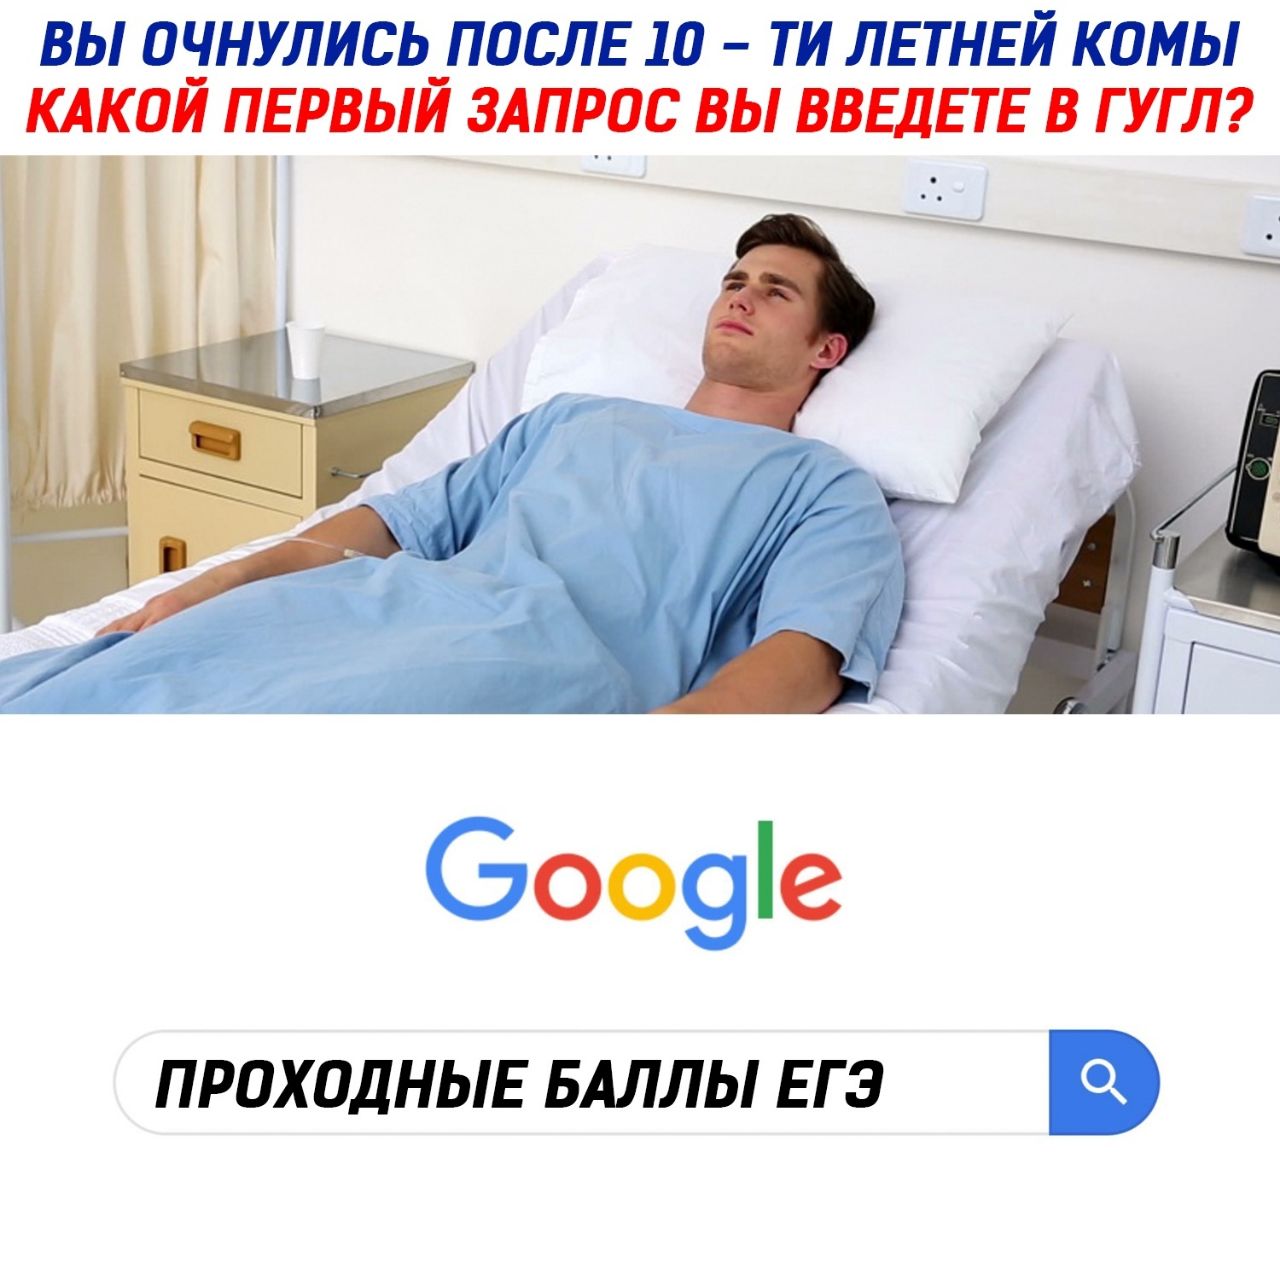 ВЫ ОЧНУЛИСЬ ПОСЛЕ 10 – ТИ ЛЕТНЕЙ КОМЫ
КАКОЙ ПЕРВЫЙ ЗАПРОС ВЫ ВВЕДЕТЕ В ГУГЛ?
Google
ПРОХОДНЫЕ БАЛЛЫ ЕГЭ